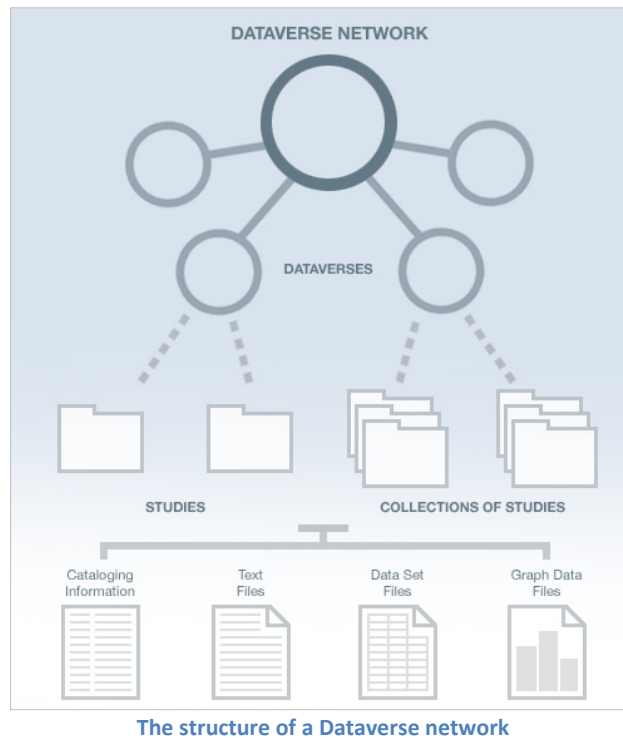 DATAVERSE NETWORK
DATAVERSES
STUDIES
COLLECTIONS OF STUDIES
Cataloging
Information
Text
Files
Data Set
Files
Graph Data
Files
The structure of a Dataverse network